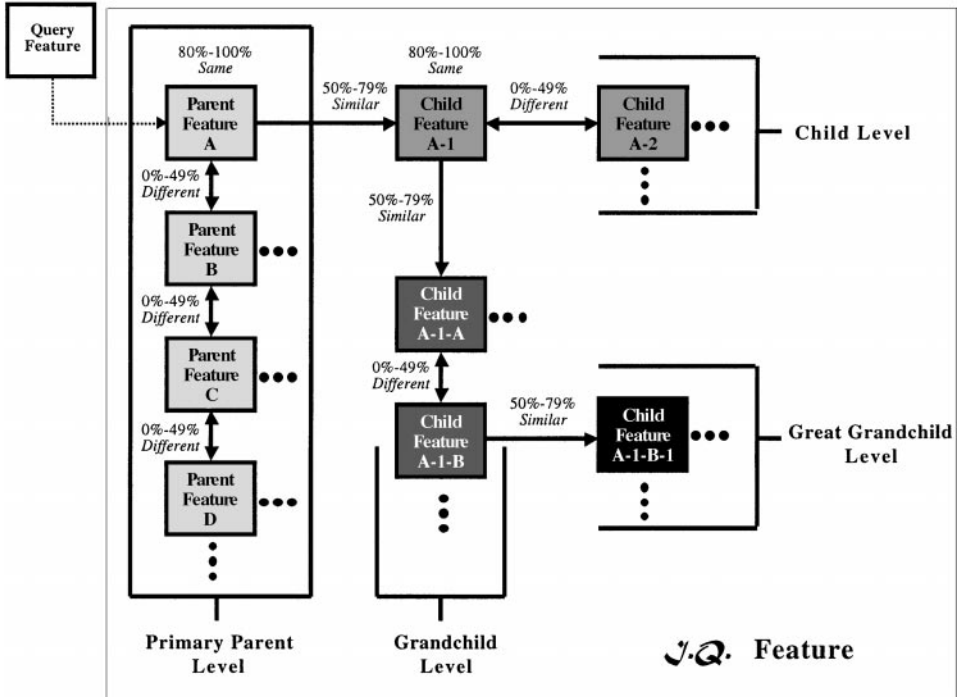 Query
Feature
80%-100%
Same
Parent
Feature
A
50%-79%
Similar
80%-100%
Same
Child
Feature
A-1
0%-49%
Different
Child
Feature
A-2
Child Level
0%-49%
Different
Parent
Feature
B
50%-79%
Similar
0%-49%
Different
Child
Feature
A-1-A
Parent
Feature
C
0%-49%
Different
0%-49%
Different
Child
Feature
A-1-B
50%-79%
Similar
Child
Feature
A-1-B-1
Great Grandchild
Level
Parent
Feature
D
Primary Parent
Level
Grandchild
Level
I.Q. Feature